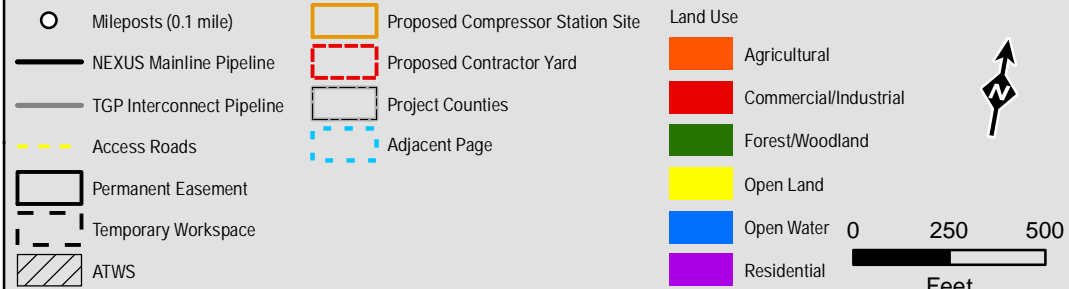 Mileposts (0.1 mile)
NEXUS Mainline Pipeline
TGP Interconnect Pipeline
Access Roads
Permanent Easement
Temporary Workspace
ATWS
Proposed Compressor Station Site
Proposed Contractor Yard
Project Counties
Adjacent Page
Land Use
Agricultural
Commercial/Industrial
Forest/Woodland
Open Land
Open Water
Residential
N
0 250 500
Feet